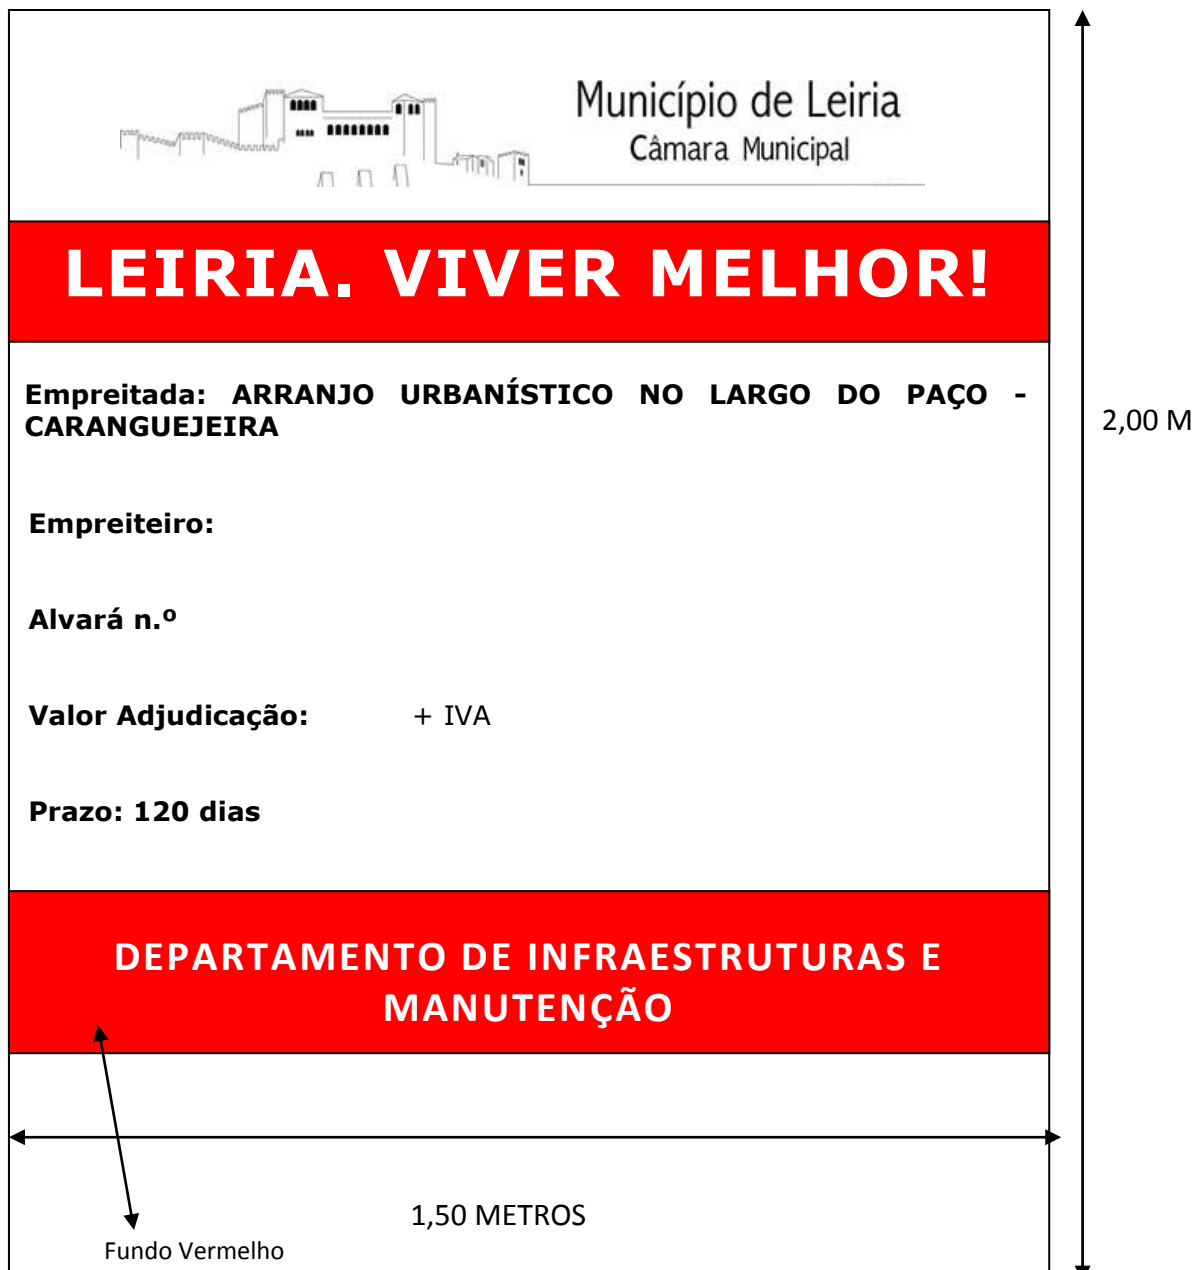 Município de Leiria
Câmara Municipal
LEIRIA. VIVER MELHOR!
Empreitada: ARRANJO URBANÍSTICO NO LARGO DO PAÇO -
CARANGUEJEIRA
2,00 M
Empreiteiro:
Alvará n.º
Valor Adjudicação: + IVA
Prazo: 120 dias
DEPARTAMENTO DE INFRAESTRUTURAS E
MANUTENÇÃO
1,50 METROS
Fundo Vermelho